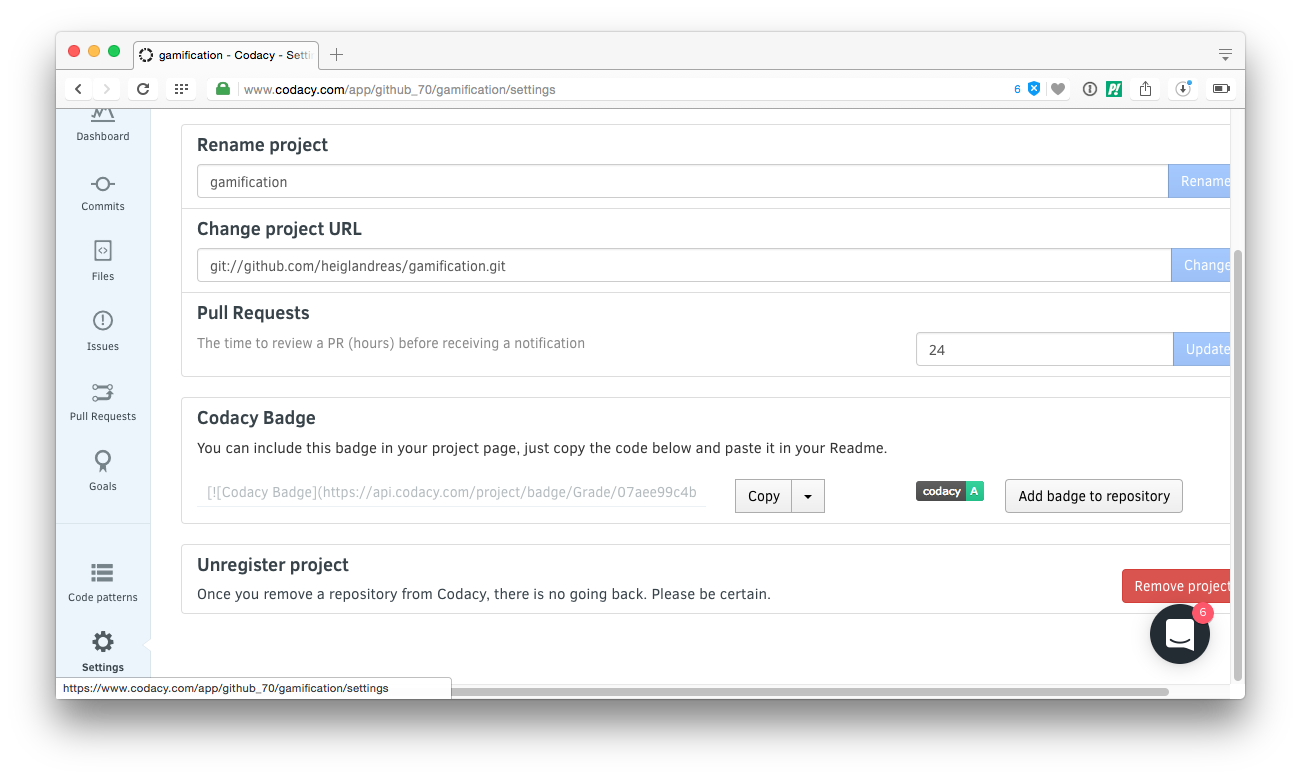 gamification - Codacy - Setti
www.codacy.com/app/github_70/gamification/settings
6
Dashboard
Commits
Files
Issues
Pull Requests
Goals
Code patterns
Settings
Rename project
gamification
Rename
Change project URL
git://github.com/heiglandreas/gamification.git
Change
Pull Requests
The time to review a PR (hours) before receiving a notification
24
Update
Codacy Badge
You can include this badge in your project page, just copy the code below and paste it in your Readme.
[![Codacy Badge](https://api.codacy.com/project/badge/Grade/07aee99c4b
Copy
codacy A
Add badge to repository
Unregister project
Once you remove a repository from Codacy, there is no going back. Please be certain.
Remove project
6
https://www.codacy.com/app/github_70/gamification/settings